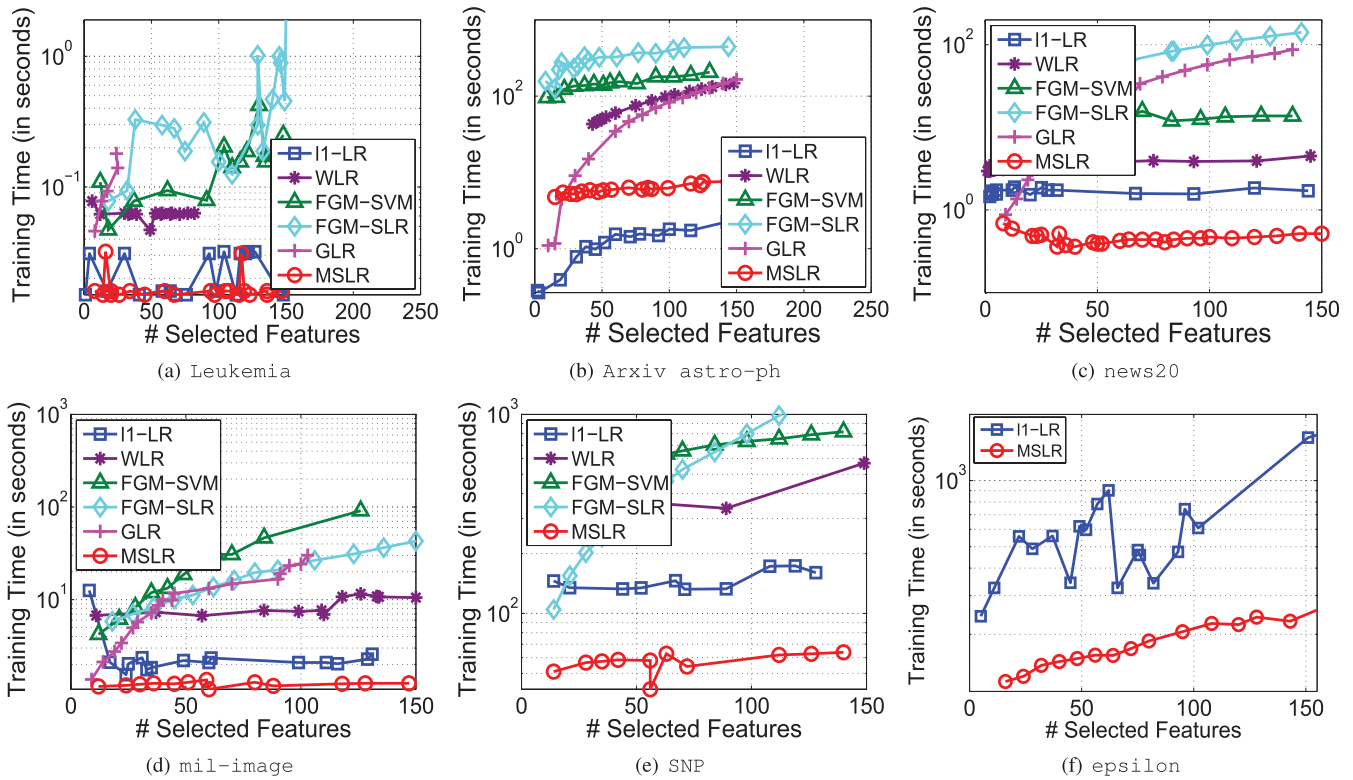 Training Time (in seconds)
10^0
10^-1
l1-LR
WLR
FGM-SVM
FGM-SLR
GLR
MSLR
0 50 100 150 200 250
# Selected Features
(a) Leukemia
Training Time (in seconds)
10^2
10^0
l1-LR
WLR
FGM-SVM
FGM-SLR
GLR
MSLR
0 50 100 150 200 250
# Selected Features
(b) Arxiv astro-ph
Training Time (in seconds)
10^2
10^0
l1-LR
WLR
FGM-SVM
FGM-SLR
GLR
MSLR
0 50 100 150
# Selected Features
(c) news20
Training Time (in seconds)
10^3
10^2
10^1
l1-LR
WLR
FGM-SVM
FGM-SLR
GLR
MSLR
0 50 100 150
# Selected Features
(d) mil-image
Training Time (in seconds)
10^3
10^2
l1-LR
WLR
FGM-SVM
FGM-SLR
MSLR
0 50 100 150
# Selected Features
(e) SNP
Training Time (in seconds)
10^3
l1-LR
MSLR
0 50 100 150
# Selected Features
(f) epsilon